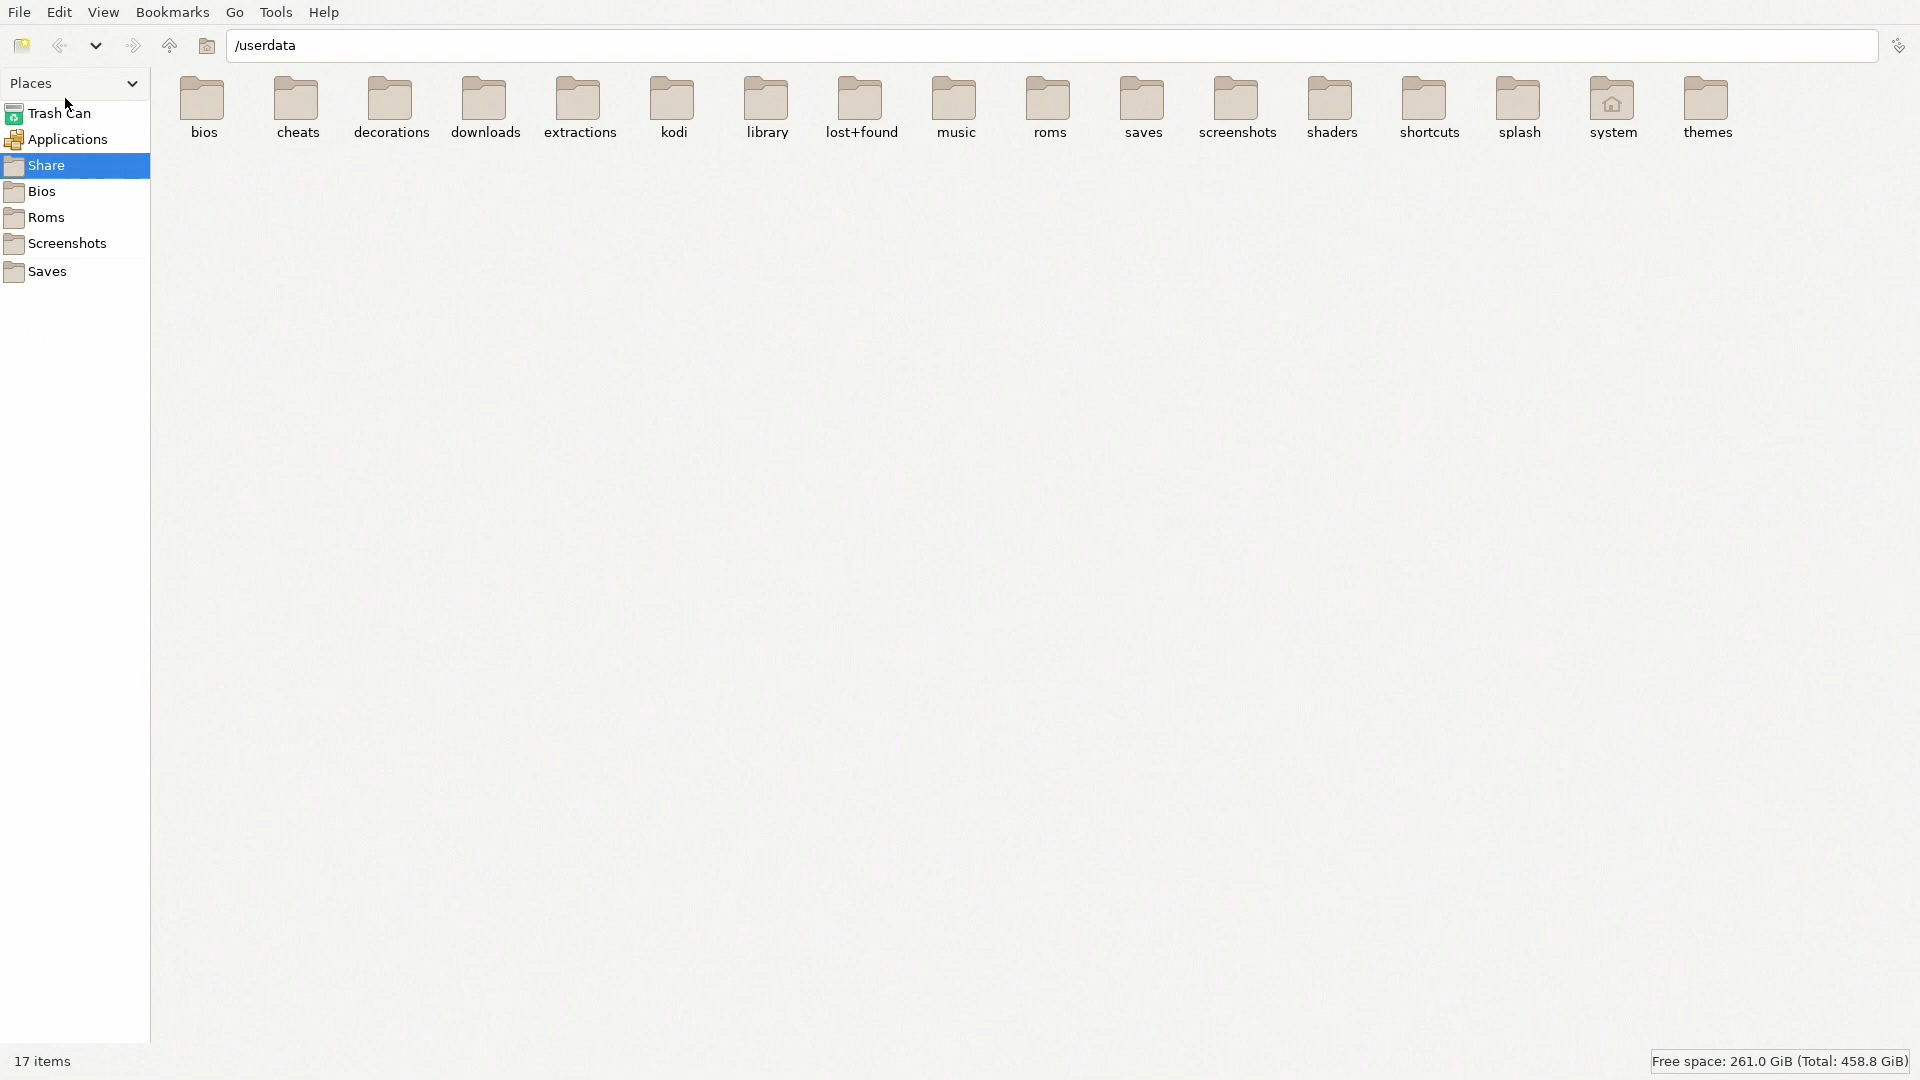 File Edit View Bookmarks Go Tools Help
/userdata
Places
Trash Can
Applications
Share
Bios
Roms
Screenshots
Saves
bios cheats decorations downloads extractions kodi library lost+found music roms saves screenshots shaders shortcuts splash system themes
17 items
Free space: 261.0 GiB (Total: 458.8 GiB)